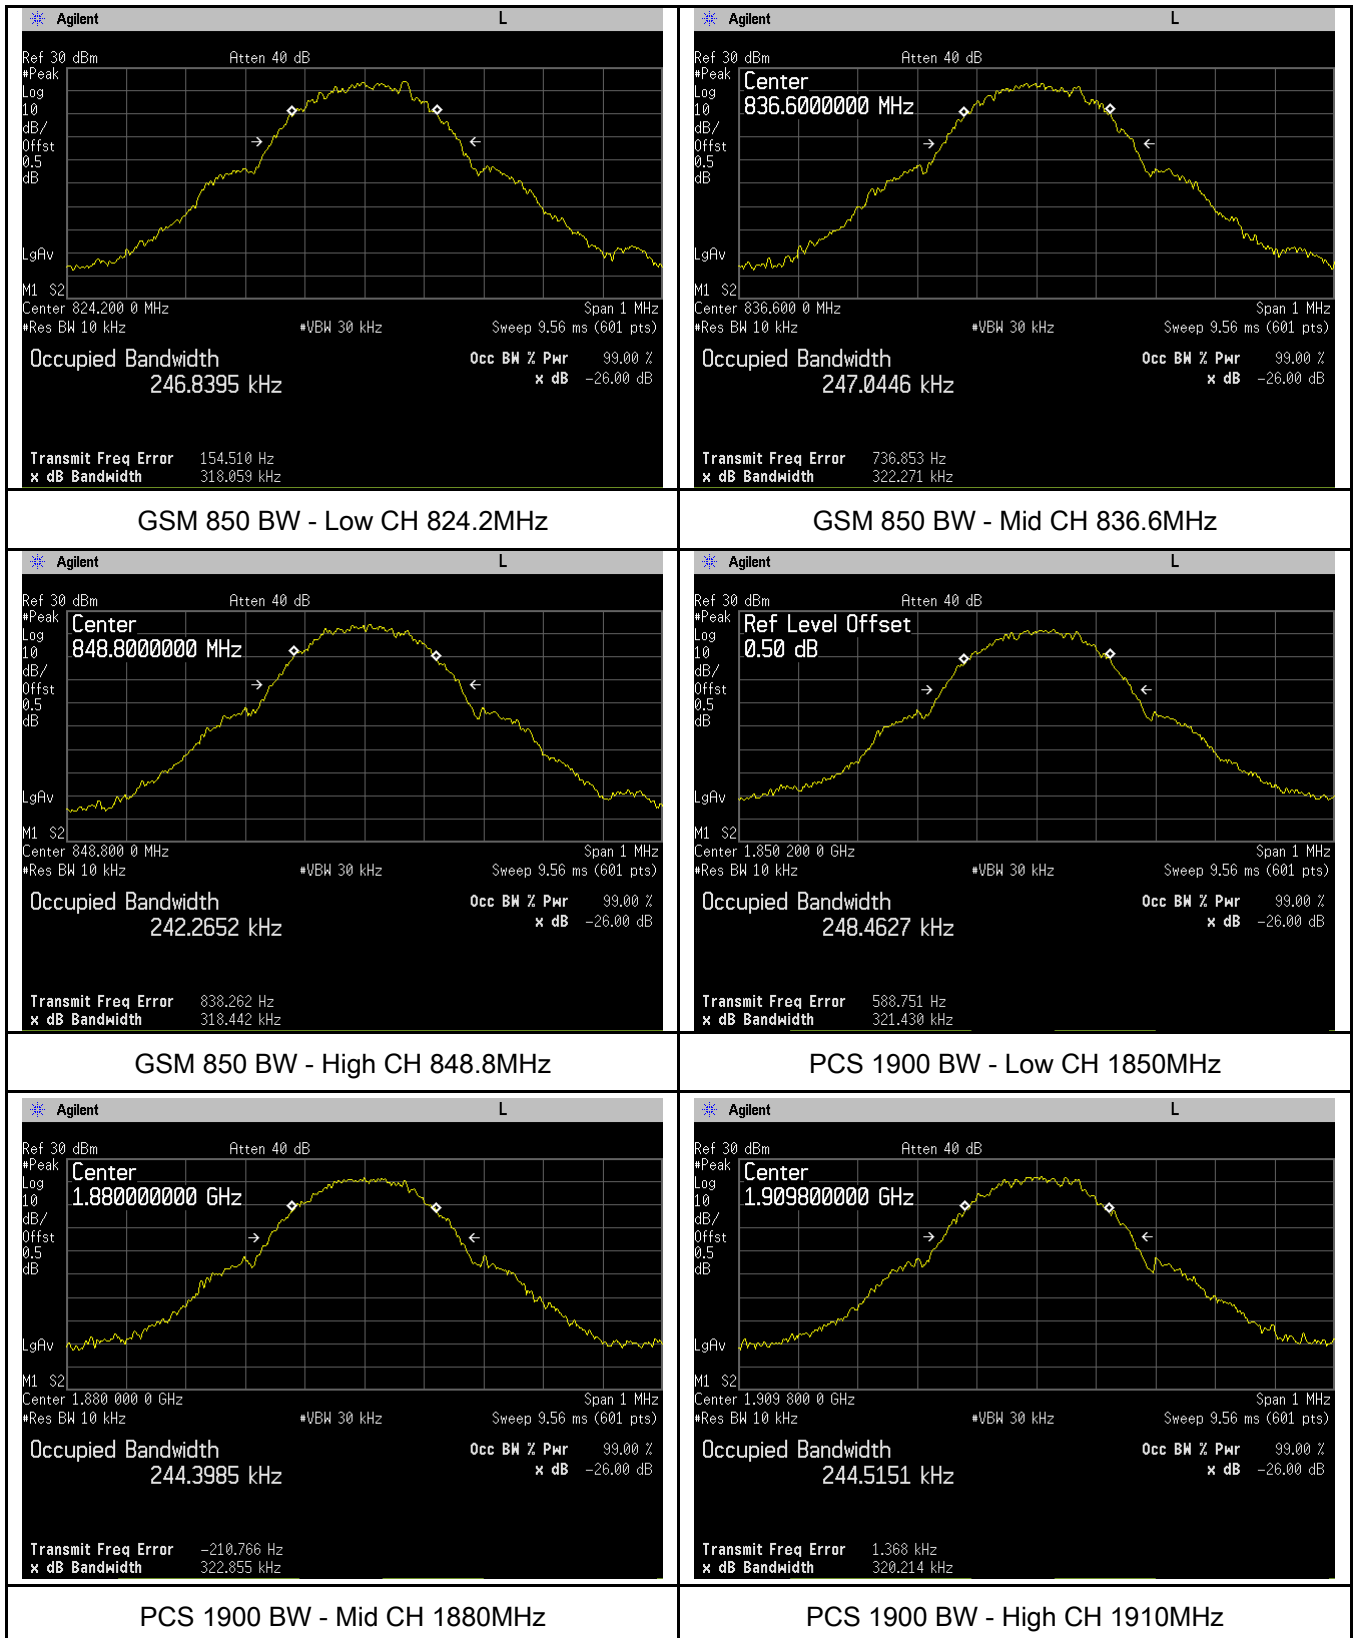 Agilent L
Ref 30 dBm Atten 40 dB
#Peak
Log
10
dB/
Offst
0.5
dB
LgAv
M1 S2
Center 824.200 0 MHz Span 1 MHz
#Res BW 10 kHz #VBW 30 kHz Sweep 9.56 ms (601 pts)
Occupied Bandwidth Occ BW % Pwr 99.00 %
246.8395 kHz x dB -26.00 dB
Transmit Freq Error 154.510 Hz
x dB Bandwidth 318.059 kHz
GSM 850 BW - Low CH 824.2MHz
Agilent L
Ref 30 dBm Atten 40 dB
#Peak
Log
10
dB/
Offst
0.5
dB
Center
836.6000000 MHz
LgAv
M1 S2
Center 836.600 0 MHz Span 1 MHz
#Res BW 10 kHz #VBW 30 kHz Sweep 9.56 ms (601 pts)
Occupied Bandwidth Occ BW % Pwr 99.00 %
247.0446 kHz x dB -26.00 dB
Transmit Freq Error 736.853 Hz
x dB Bandwidth 322.271 kHz
GSM 850 BW - Mid CH 836.6MHz
Agilent L
Ref 30 dBm Atten 40 dB
#Peak
Log
10
dB/
Offst
0.5
dB
Center
848.8000000 MHz
LgAv
M1 S2
Center 848.800 0 MHz Span 1 MHz
#Res BW 10 kHz #VBW 30 kHz Sweep 9.56 ms (601 pts)
Occupied Bandwidth Occ BW % Pwr 99.00 %
242.2652 kHz x dB -26.00 dB
Transmit Freq Error 838.262 Hz
x dB Bandwidth 318.442 kHz
GSM 850 BW - High CH 848.8MHz
Agilent L
Ref 30 dBm Atten 40 dB
#Peak
Log
10
dB/
Offst
0.5
dB
Ref Level Offset
0.50 dB
LgAv
M1 S2
Center 1.850 200 0 GHz Span 1 MHz
#Res BW 10 kHz #VBW 30 kHz Sweep 9.56 ms (601 pts)
Occupied Bandwidth Occ BW % Pwr 99.00 %
248.4627 kHz x dB -26.00 dB
Transmit Freq Error 588.751 Hz
x dB Bandwidth 321.430 kHz
PCS 1900 BW - Low CH 1850MHz
Agilent L
Ref 30 dBm Atten 40 dB
#Peak
Log
10
dB/
Offst
0.5
dB
Center
1.880000000 GHz
LgAv
M1 S2
Center 1.880 000 0 GHz Span 1 MHz
#Res BW 10 kHz #VBW 30 kHz Sweep 9.56 ms (601 pts)
Occupied Bandwidth Occ BW % Pwr 99.00 %
244.3985 kHz x dB -26.00 dB
Transmit Freq Error -210.766 Hz
x dB Bandwidth 322.855 kHz
PCS 1900 BW - Mid CH 1880MHz
Agilent L
Ref 30 dBm Atten 40 dB
#Peak
Log
10
dB/
Offst
0.5
dB
Center
1.909800000 GHz
LgAv
M1 S2
Center 1.909 800 0 GHz Span 1 MHz
#Res BW 10 kHz #VBW 30 kHz Sweep 9.56 ms (601 pts)
Occupied Bandwidth Occ BW % Pwr 99.00 %
244.5151 kHz x dB -26.00 dB
Transmit Freq Error 1.368 kHz
x dB Bandwidth 320.214 kHz
PCS 1900 BW - High CH 1910MHz